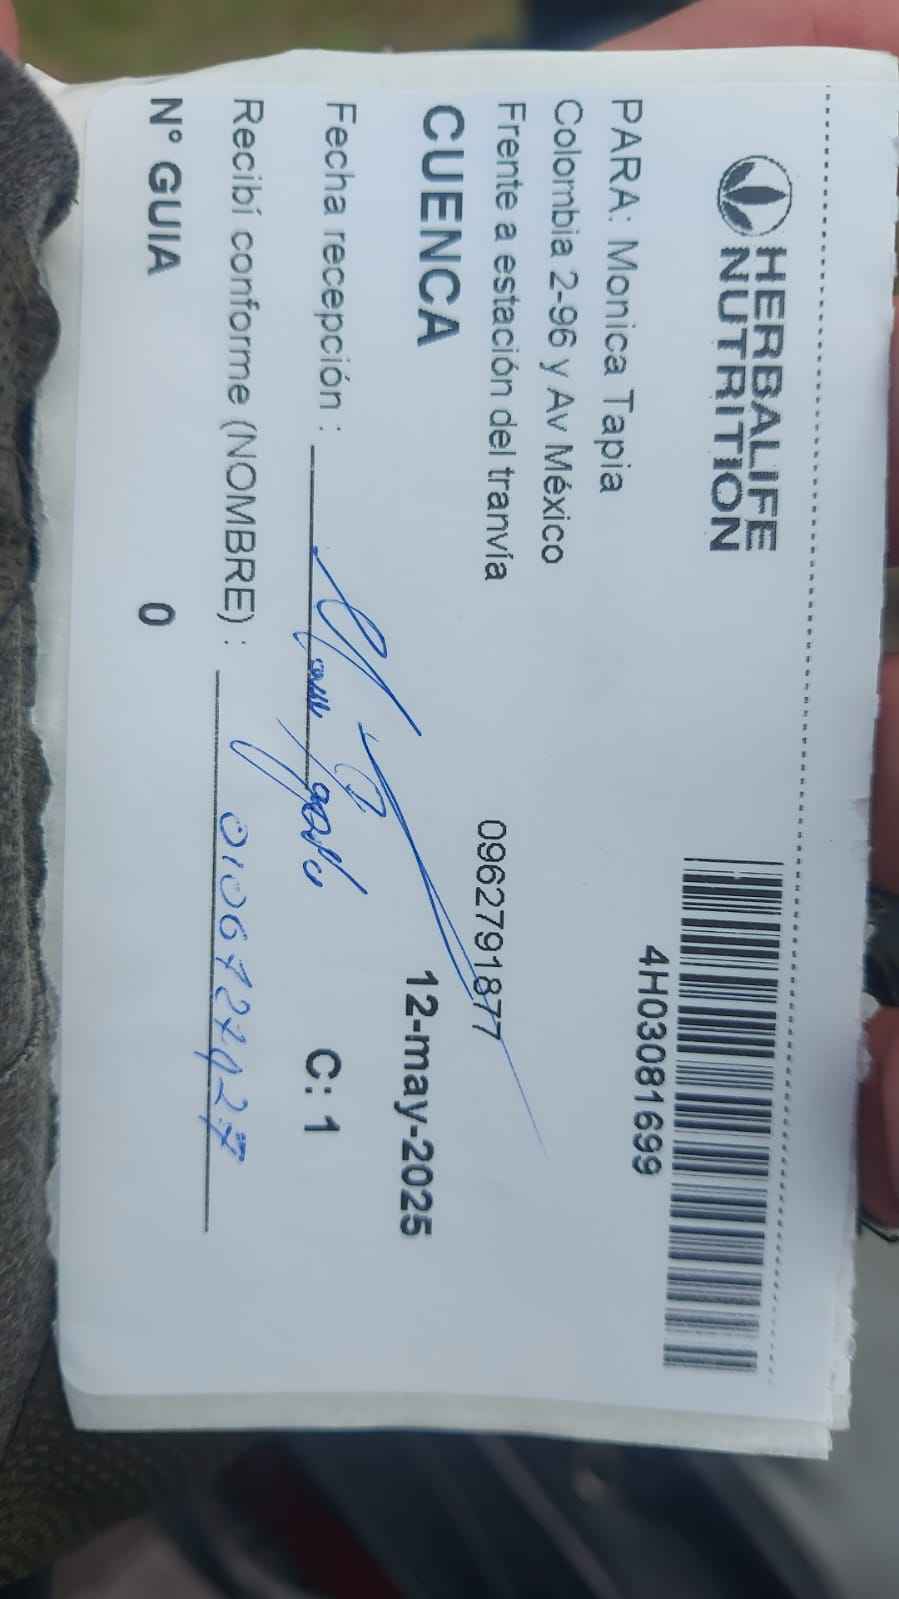 HERBALIFE
NUTRITION
4H03081699
PARA: Monica Tapia
Colombia 2-96 y Av México
Frente a estación del tranvía
0962791877
CUENCA
12-may-2025
Fecha recepción :
C: 1
Recibí conforme (NOMBRE) :
N° GUIA 0